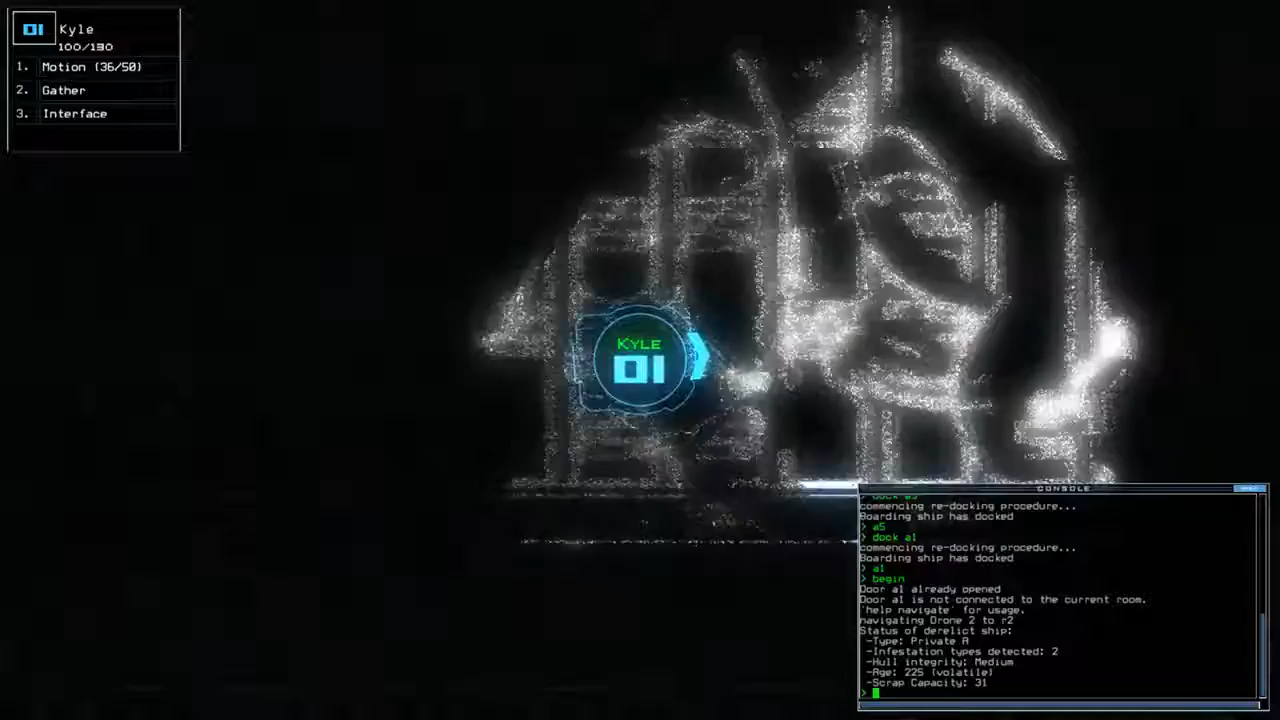 01 Kyle
100/130
1. Motion (36/50)
2. Gather
3. Interface
Kyle
01
CONSOLE
> dock a5
commencing re-docking procedure...
Boarding ship has docked
> a5
> dock a1
commencing re-docking procedure...
Boarding ship has docked
> a1
> begin
Door a1 already opened
Door a1 is not connected to the current room.
'help navigate' for usage.
navigating Drone 2 to r2
Status of derelict ship:
-Type: Private A
-Infestation types detected: 2
-Hull integrity: Medium
-Age: 225 (volatile)
-Scrap Capacity: 31
>